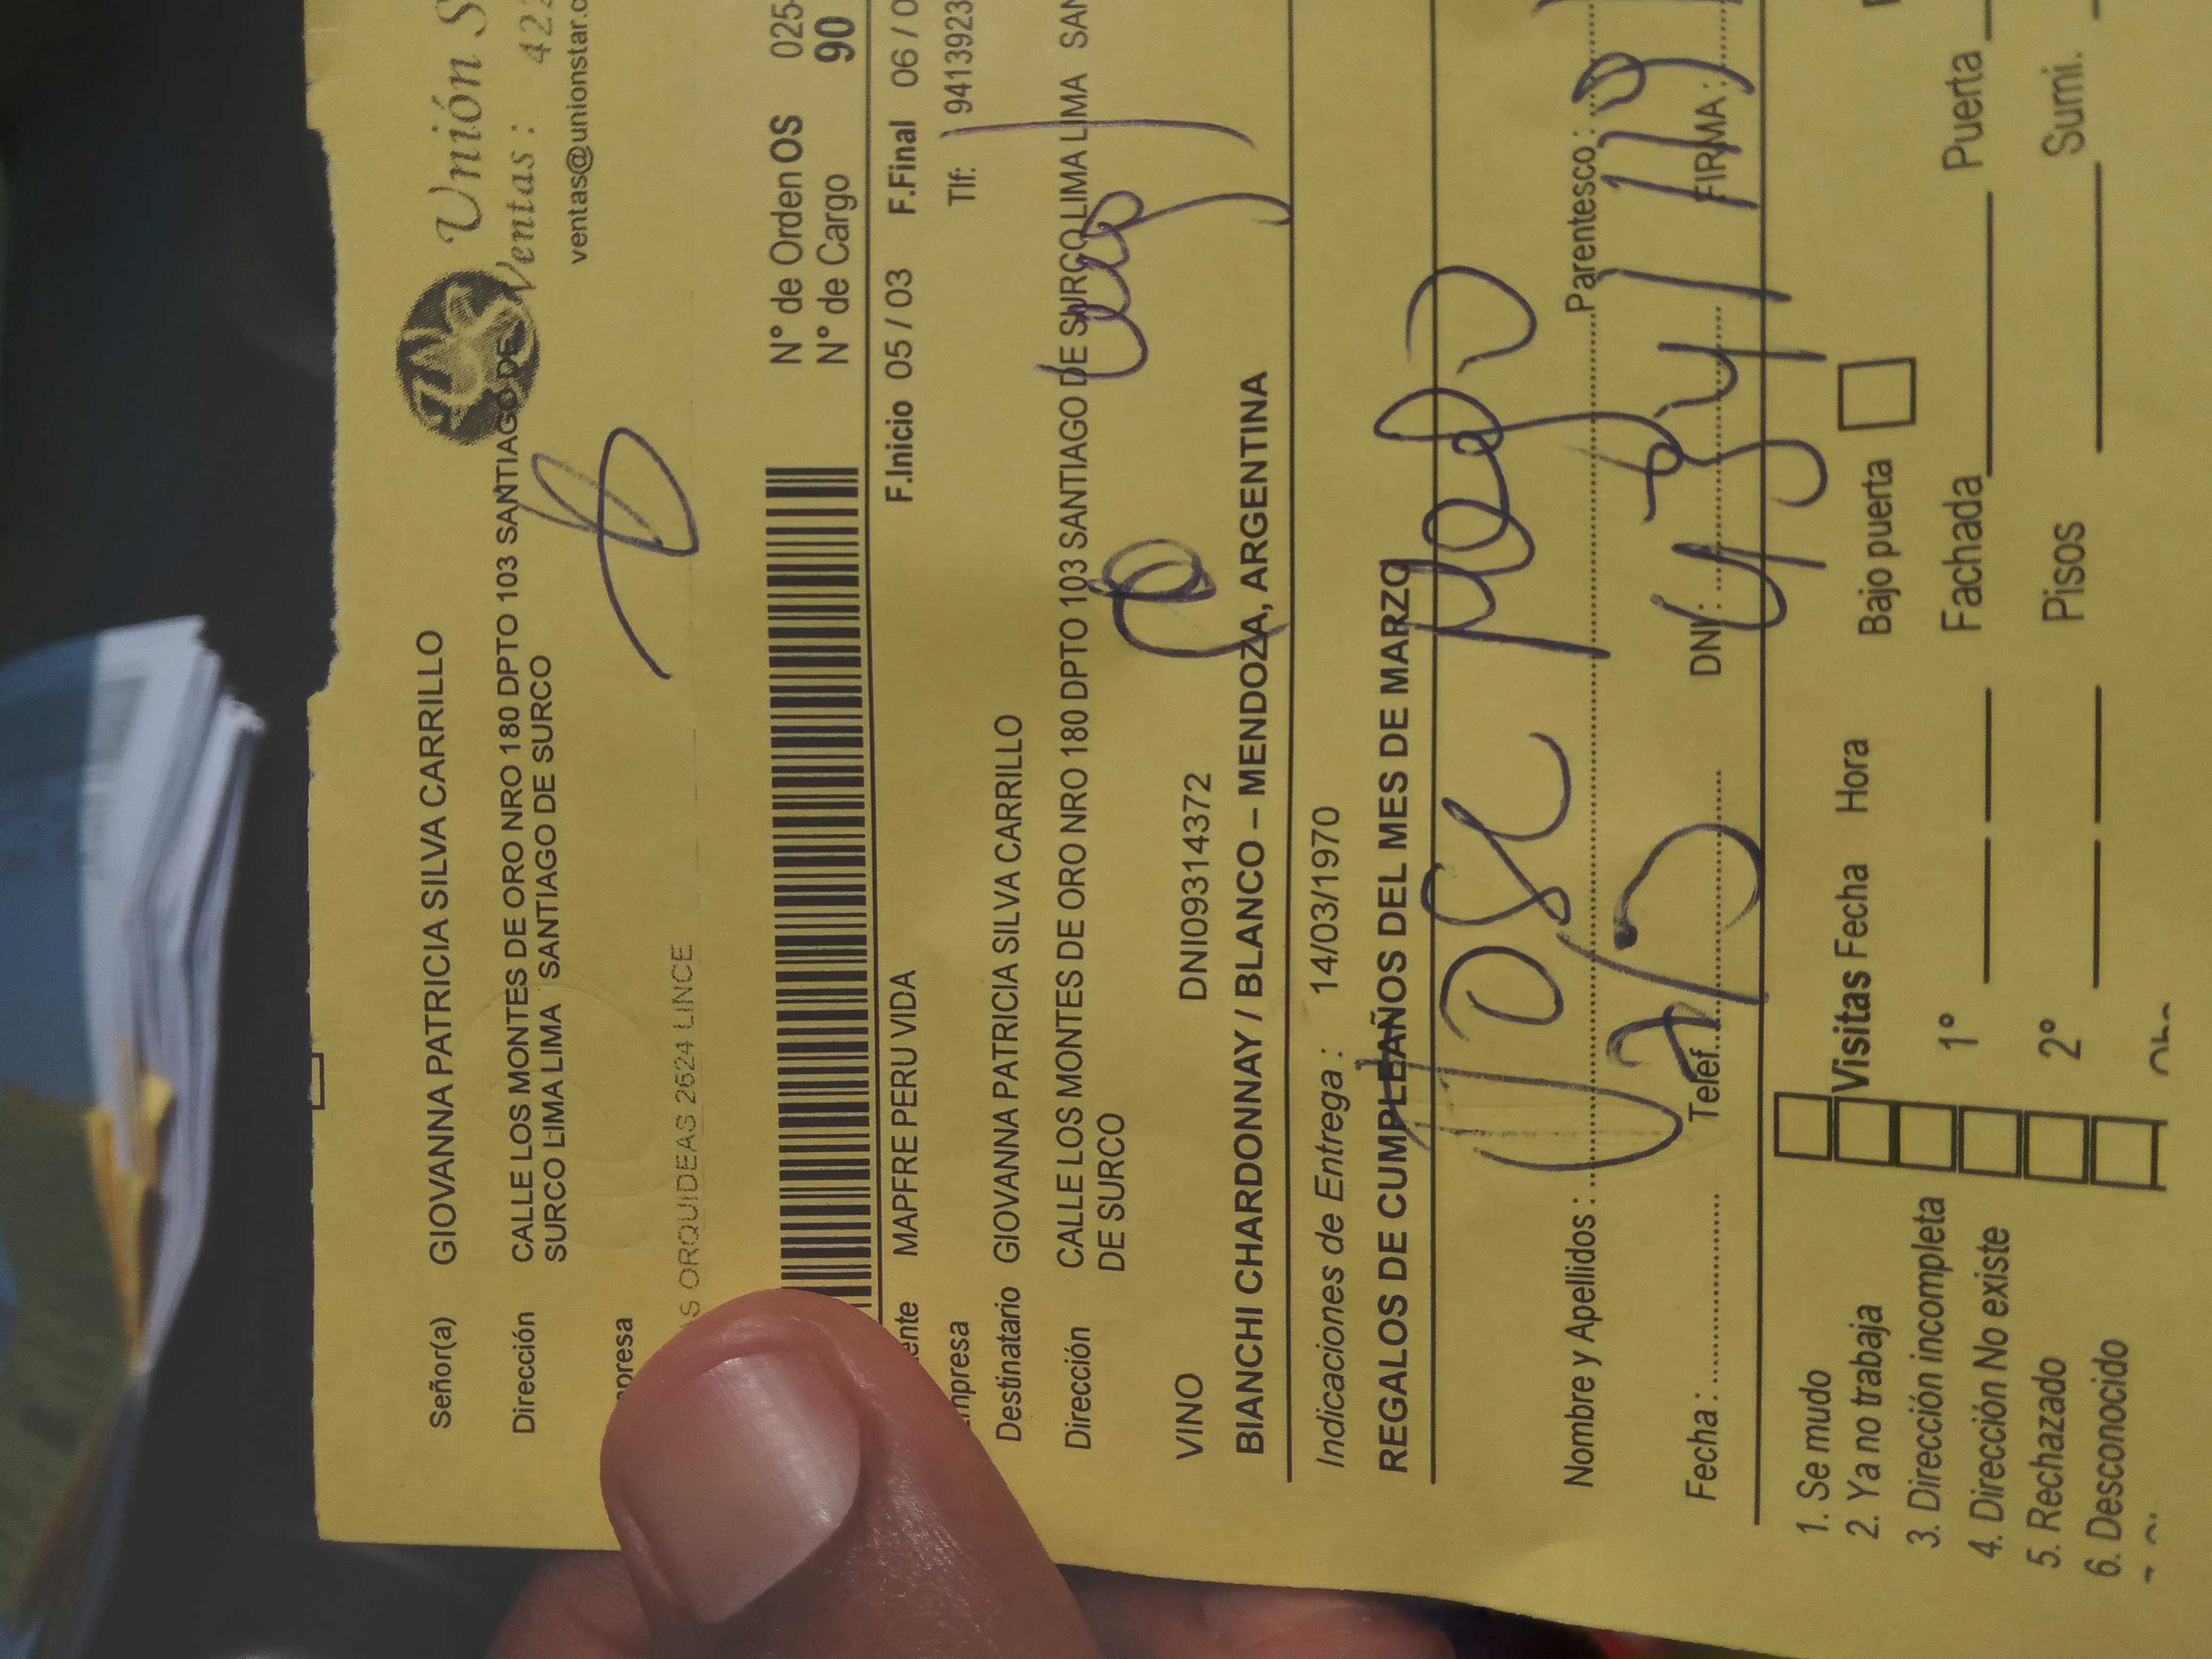 Unión S
Ventas : 422
ventas@unionstar.c
Señor(a) GIOVANNA PATRICIA SILVA CARRILLO
Dirección CALLE LOS MONTES DE ORO NRO 180 DPTO 103 SANTIAGO DE
SURCO LIMA LIMA SANTIAGO DE SURCO
presa
S ORQUIDEAS 2624 LINCE
N° de Orden OS 025-
N° de Cargo 90
ente MAPFRE PERU VIDA F.Inicio 05 / 03 F.Final 06 / 0
mpresa Tlf: 9413923
Destinatario GIOVANNA PATRICIA SILVA CARRILLO
Dirección CALLE LOS MONTES DE ORO NRO 180 DPTO 103 SANTIAGO DE SURCO LIMA LIMA SAN
DE SURCO
VINO DNI09314372
BIANCHI CHARDONNAY / BLANCO – MENDOZA, ARGENTINA
Indicaciones de Entrega : 14/03/1970
REGALOS DE CUMPLEAÑOS DEL MES DE MARZO
Nombre y Apellidos : Jose Parentesco :
Fecha : Telef. DNI: FIRMA :
1. Se mudo
2. Ya no trabaja
3. Dirección incompleta
4. Dirección No existe
5. Rechazado
6. Desconocido
Visitas Fecha Hora Bajo puerta
1° Fachada Puerta
2° Pisos Sumi.